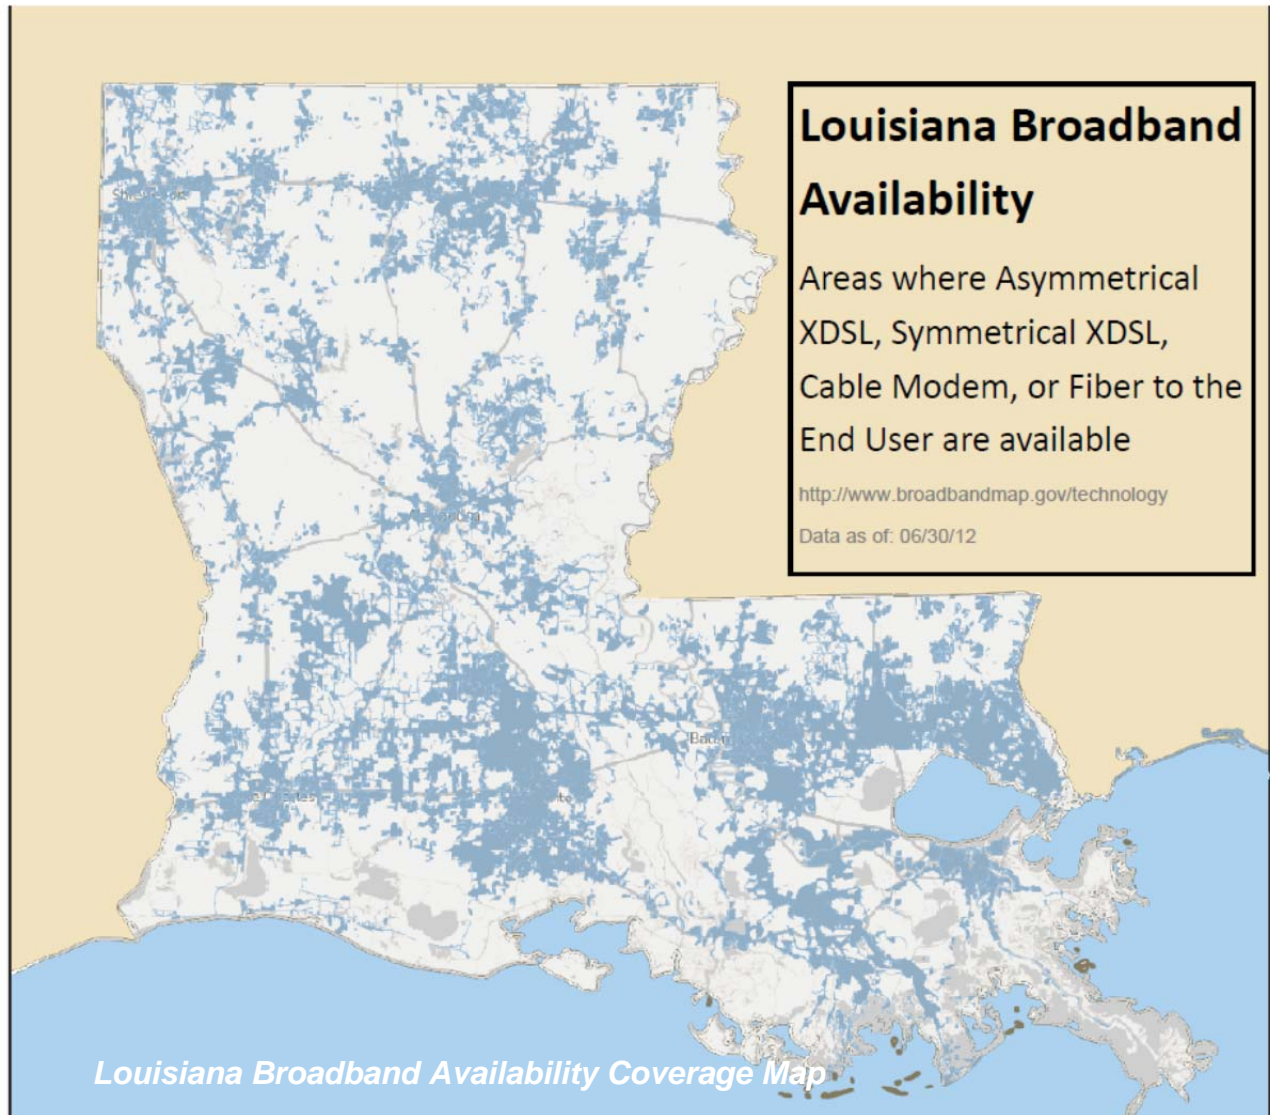 Louisiana Broadband
Availability
Areas where Asymmetrical
XDSL, Symmetrical XDSL,
Cable Modem, or Fiber to the
End User are available
http://www.broadbandmap.gov/technology
Data as of: 06/30/12
Louisiana Broadband Availability Coverage Map